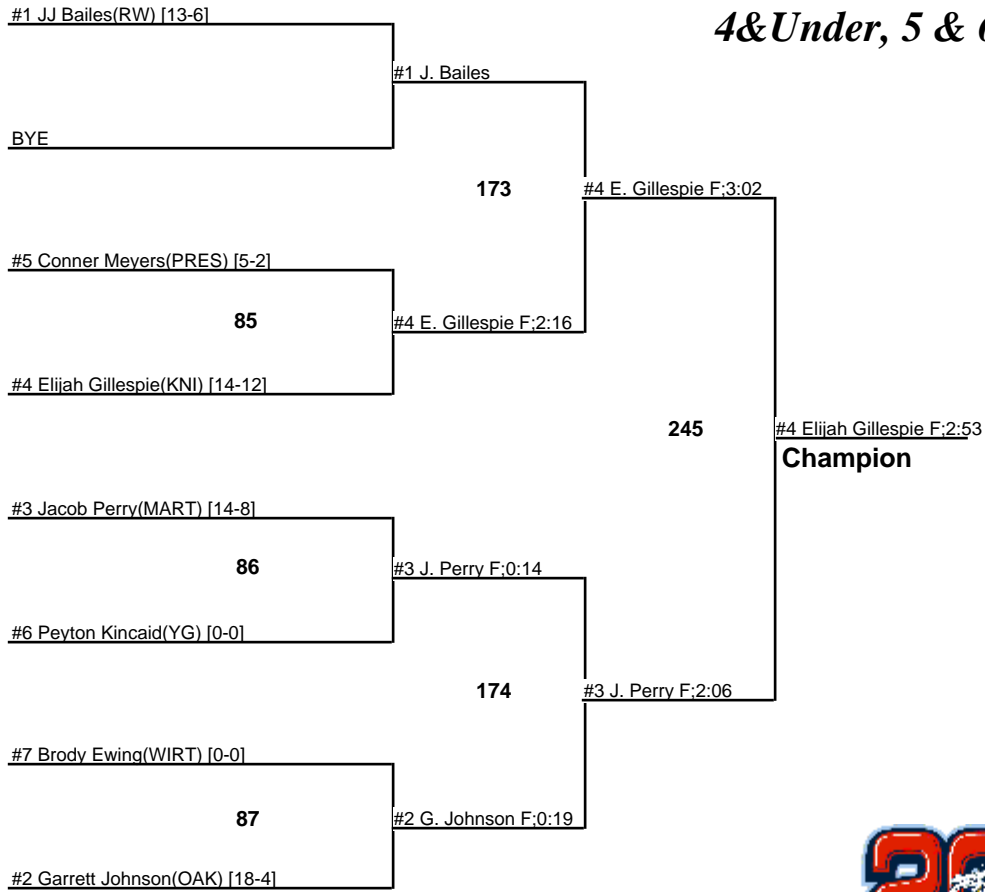 #1 JJ Bailes(RW) [13-6]
4&Under, 5 &
#1 J. Bailes
BYE
173
#4 E. Gillespie F;3:02
#5 Conner Meyers(PRES) [5-2]
85
#4 E. Gillespie F;2:16
#4 Elijah Gillespie(KNI) [14-12]
245
#4 Elijah Gillespie F;2:53
Champion
#3 Jacob Perry(MART) [14-8]
86
#3 J. Perry F;0:14
#6 Peyton Kincaid(YG) [0-0]
174
#3 J. Perry F;2:06
#7 Brody Ewing(WIRT) [0-0]
87
#2 G. Johnson F;0:19
#2 Garrett Johnson(OAK) [18-4]